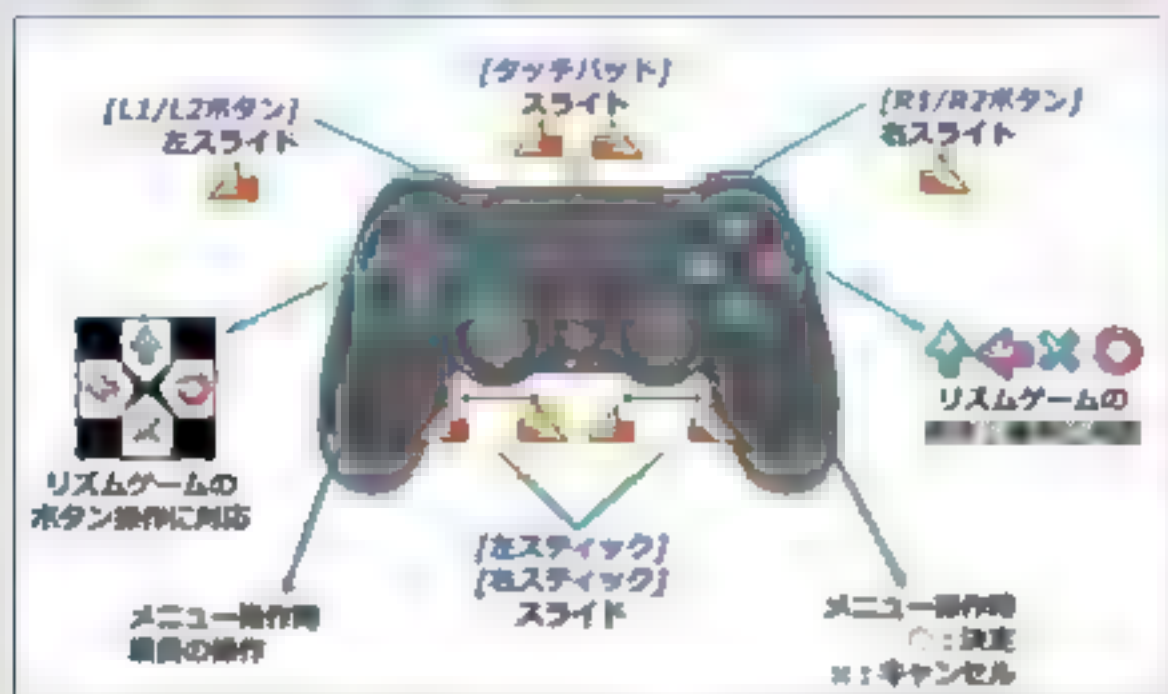 [タッチパッド]
スライド
[L1/L2ボタン]
左スライド
[R1/R2ボタン]
右スライド
リズムゲームの
ボタン操作に対応
リズムゲームの
[左スティック]
[右スティック]
スライド
メニュー操作時
の操作
メニュー操作時
○:決定
×:キャンセル